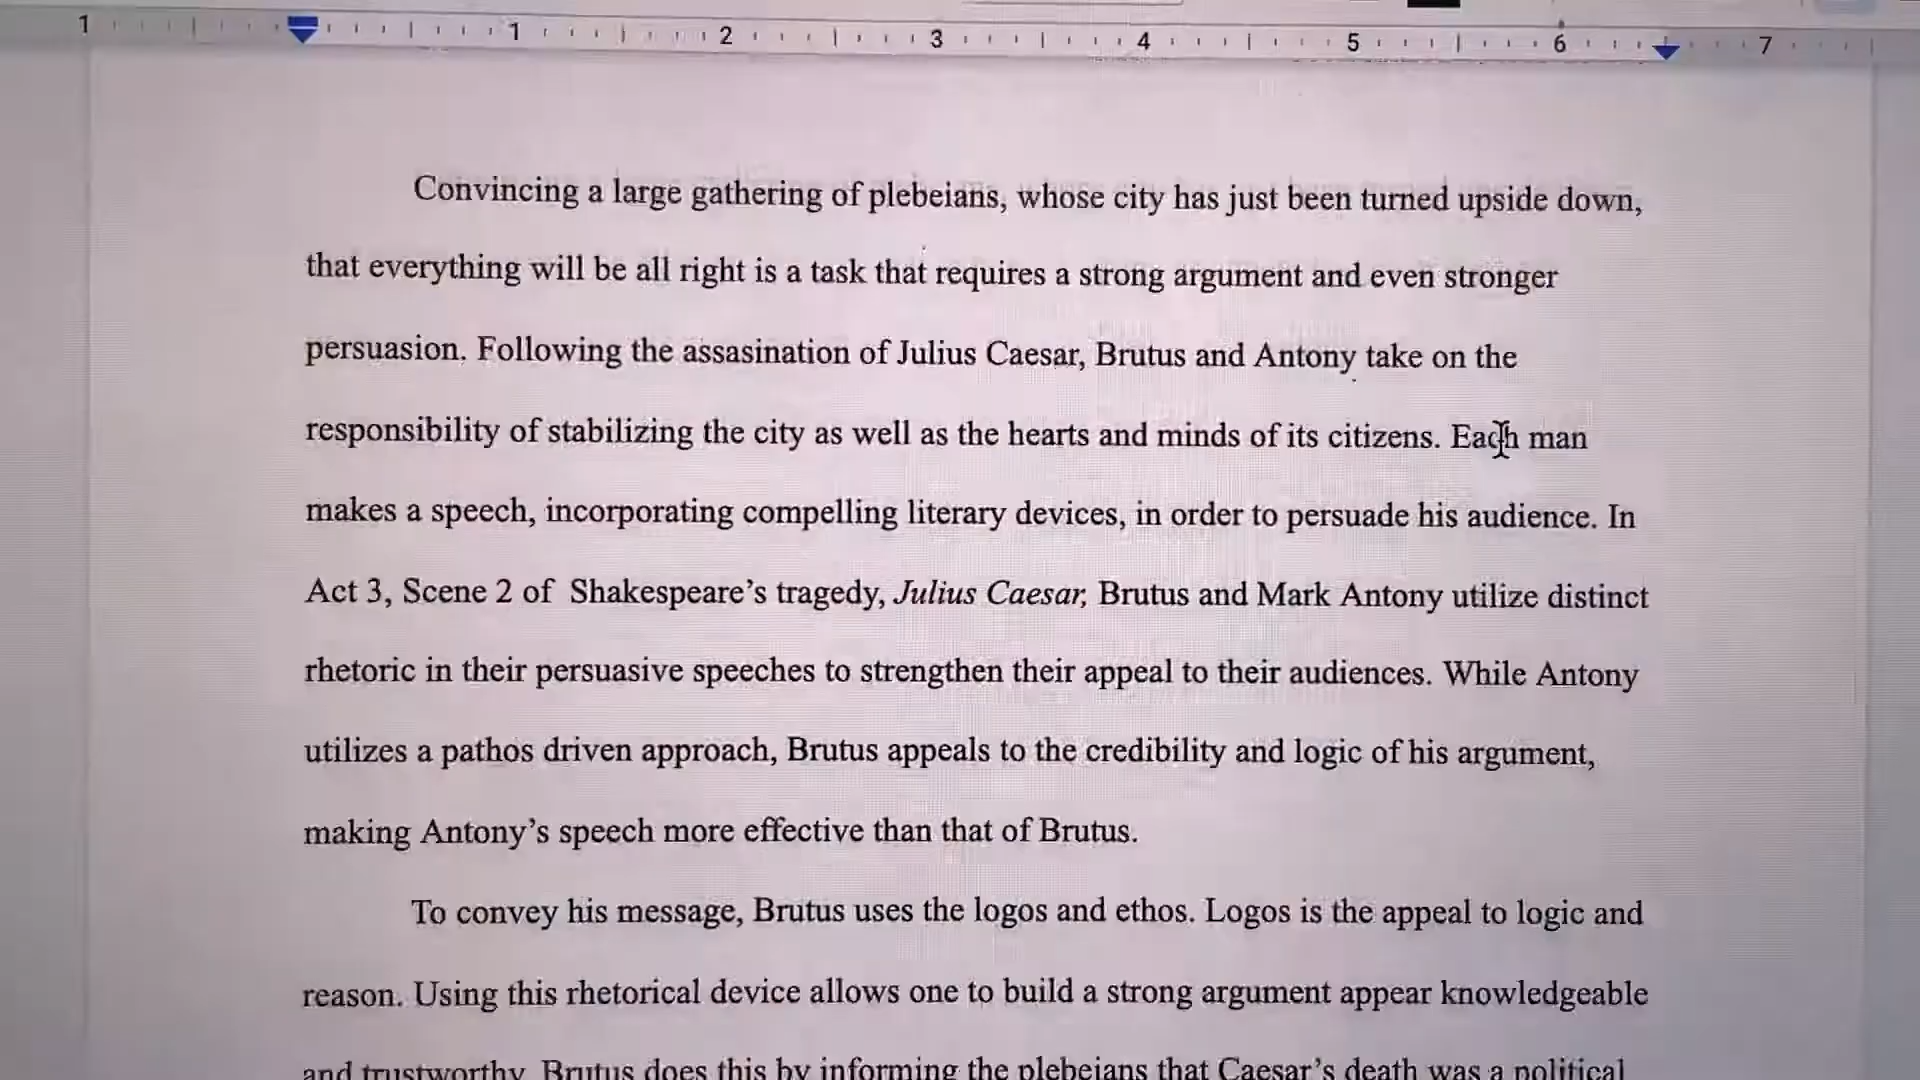 1 1 2 3 4 5 6 7
Convincing a large gathering of plebeians, whose city has just been turned upside down,
that everything will be all right is a task that requires a strong argument and even stronger
persuasion. Following the assasination of Julius Caesar, Brutus and Antony take on the
responsibility of stabilizing the city as well as the hearts and minds of its citizens. Each man
makes a speech, incorporating compelling literary devices, in order to persuade his audience. In
Act 3, Scene 2 of Shakespeare’s tragedy, Julius Caesar, Brutus and Mark Antony utilize distinct
rhetoric in their persuasive speeches to strengthen their appeal to their audiences. While Antony
utilizes a pathos driven approach, Brutus appeals to the credibility and logic of his argument,
making Antony’s speech more effective than that of Brutus.
To convey his message, Brutus uses the logos and ethos. Logos is the appeal to logic and
reason. Using this rhetorical device allows one to build a strong argument appear knowledgeable
and trustworthy. Brutus does this by informing the plebeians that Caesar’s death was a political